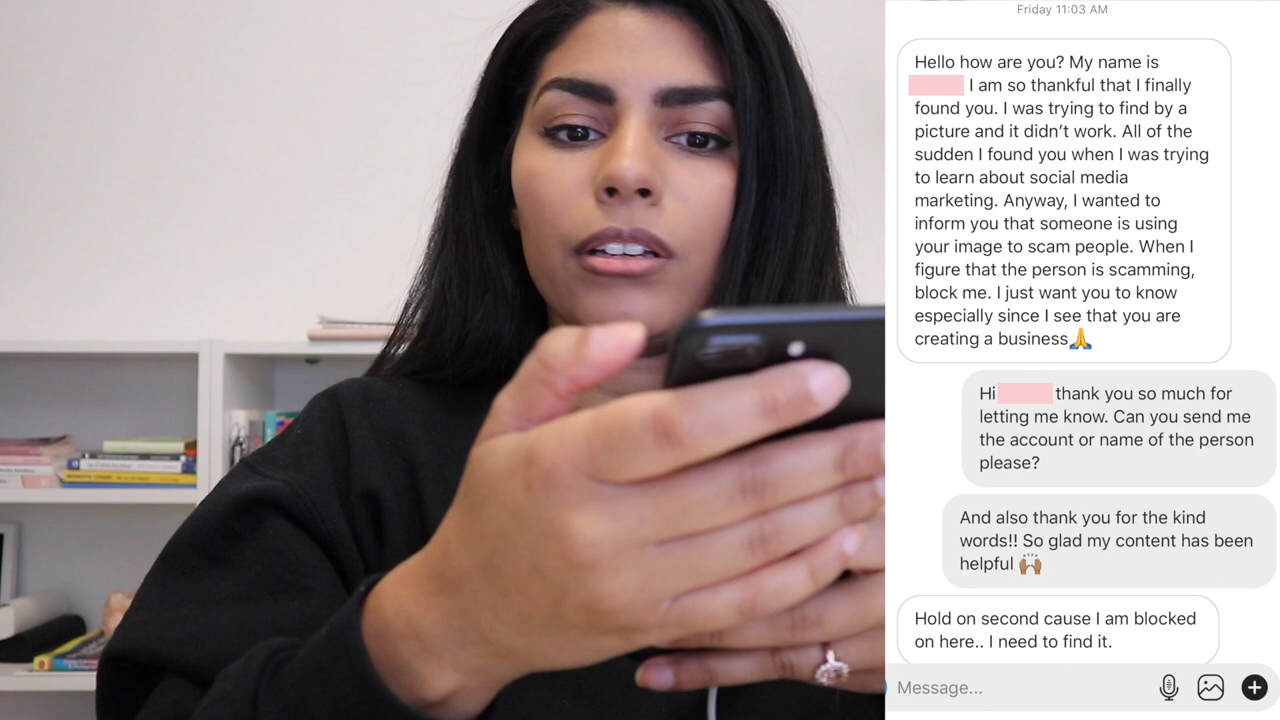 Friday 11:03 AM
Hello how are you? My name is
I am so thankful that I finally
found you. I was trying to find by a
picture and it didn’t work. All of the
sudden I found you when I was trying
to learn about social media
marketing. Anyway, I wanted to
inform you that someone is using
your image to scam people. When I
figure that the person is scamming,
block me. I just want you to know
especially since I see that you are
creating a business🙏
Hi thank you so much for
letting me know. Can you send me
the account or name of the person
please?
And also thank you for the kind
words!! So glad my content has been
helpful 🙌🏽
Hold on second cause I am blocked
on here.. I need to find it.
Message...